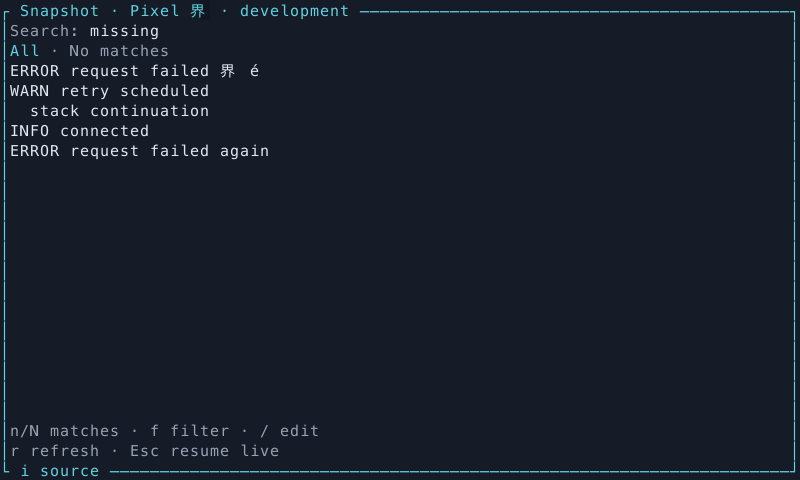 Snapshot · Pixel 界 · development
Search: missing
All · No matches
ERROR request failed 界 é
WARN retry scheduled
  stack continuation
INFO connected
ERROR request failed again
n/N matches · f filter · / edit
r refresh · Esc resume live
i source